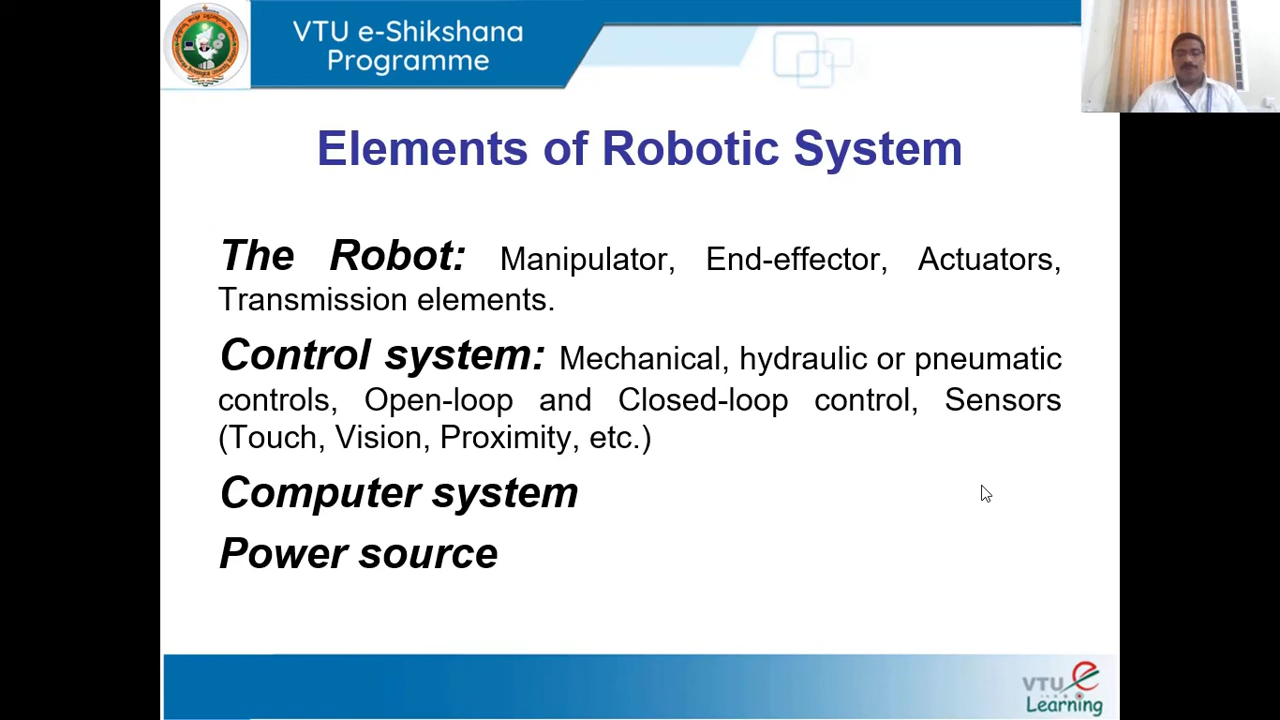 VTU e-Shikshana
Programme
Elements of Robotic System
The Robot: Manipulator, End-effector, Actuators,
Transmission elements.
Control system: Mechanical, hydraulic or pneumatic
controls, Open-loop and Closed-loop control, Sensors
(Touch, Vision, Proximity, etc.)
Computer system
Power source
VTU e
Learning